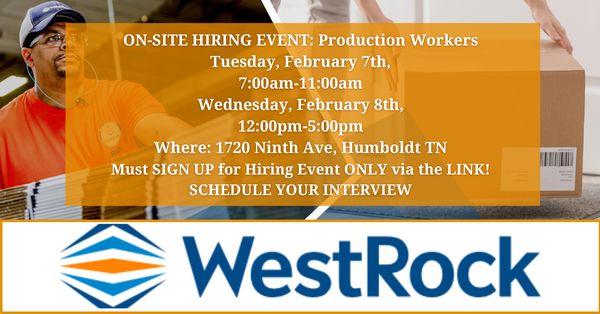 ON-SITE HIRING EVENT: Production Workers
Tuesday, February 7th,
7:00am-11:00am
Wednesday, February 8th,
12:00pm-5:00pm
Where: 1720 Ninth Ave, Humboldt TN
Must SIGN UP for Hiring Event ONLY via the LINK!
SCHEDULE YOUR INTERVIEW
WestRock